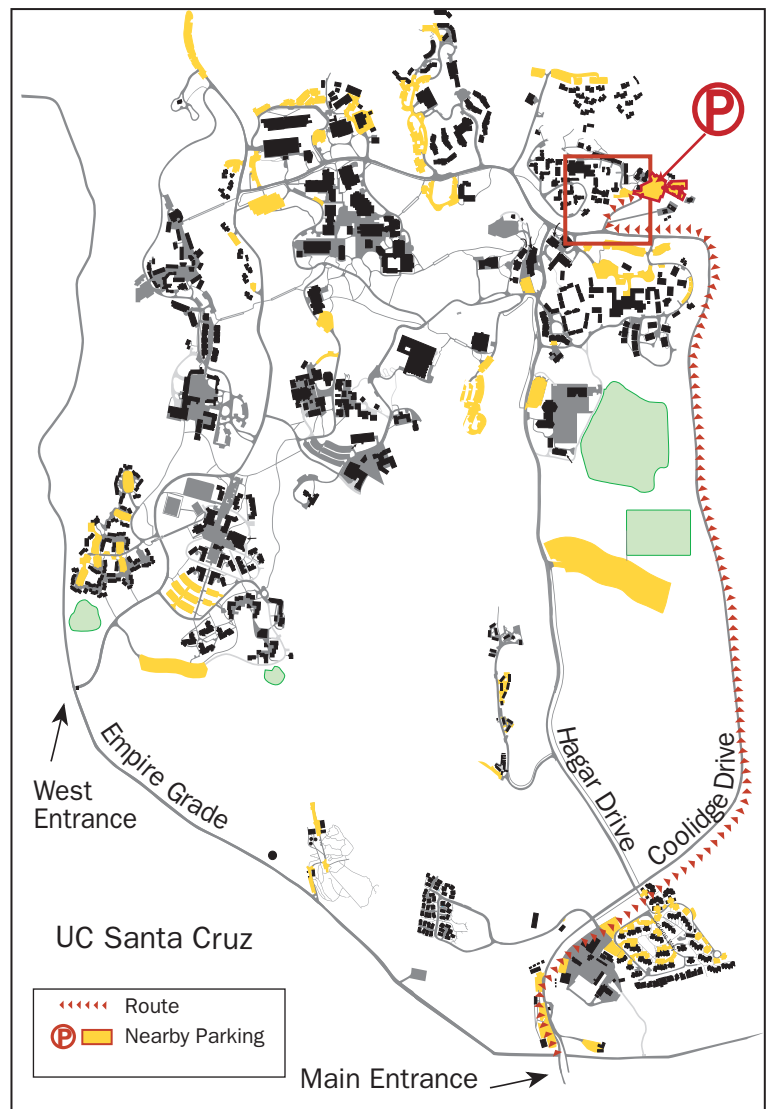 P
West
Entrance
Empire Grade
Hagar Drive
Coolidge Drive
UC Santa Cruz
Route
P Nearby Parking
Main Entrance